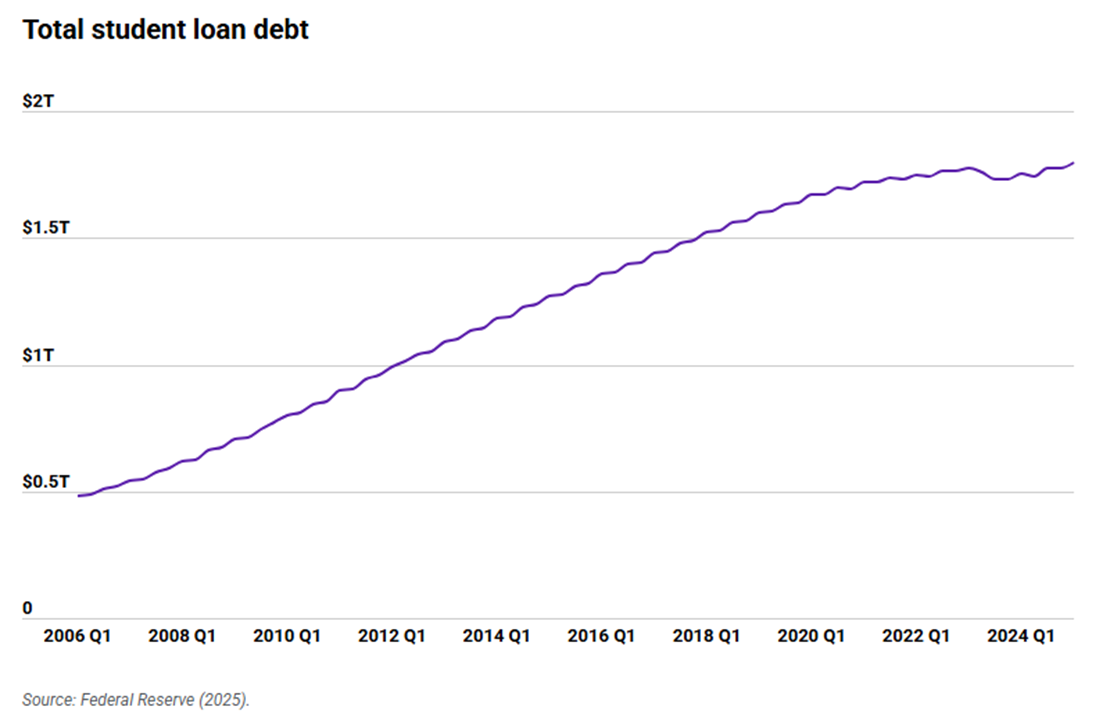 Total student loan debt
$2T
$1.5T
$1T
$0.5T
0
2006 Q1 2008 Q1 2010 Q1 2012 Q1 2014 Q1 2016 Q1 2018 Q1 2020 Q1 2022 Q1 2024 Q1
Source: Federal Reserve (2025).